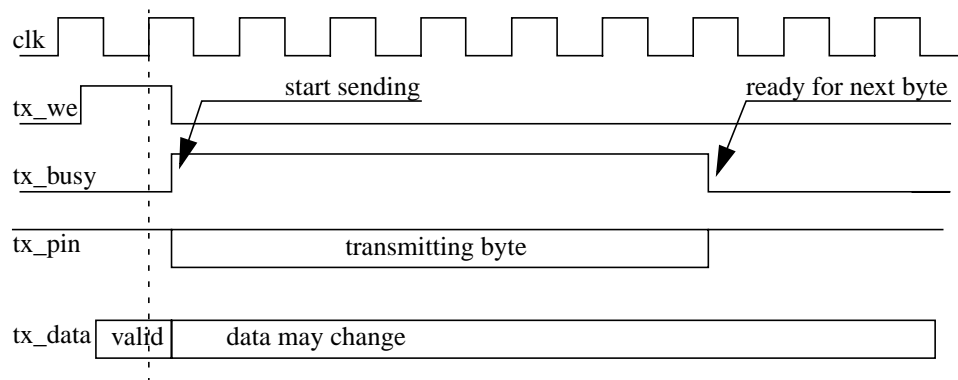 clk
start sending
ready for next byte
tx_we
tx_busy
tx_pin
transmitting byte
tx_data
valid
data may change